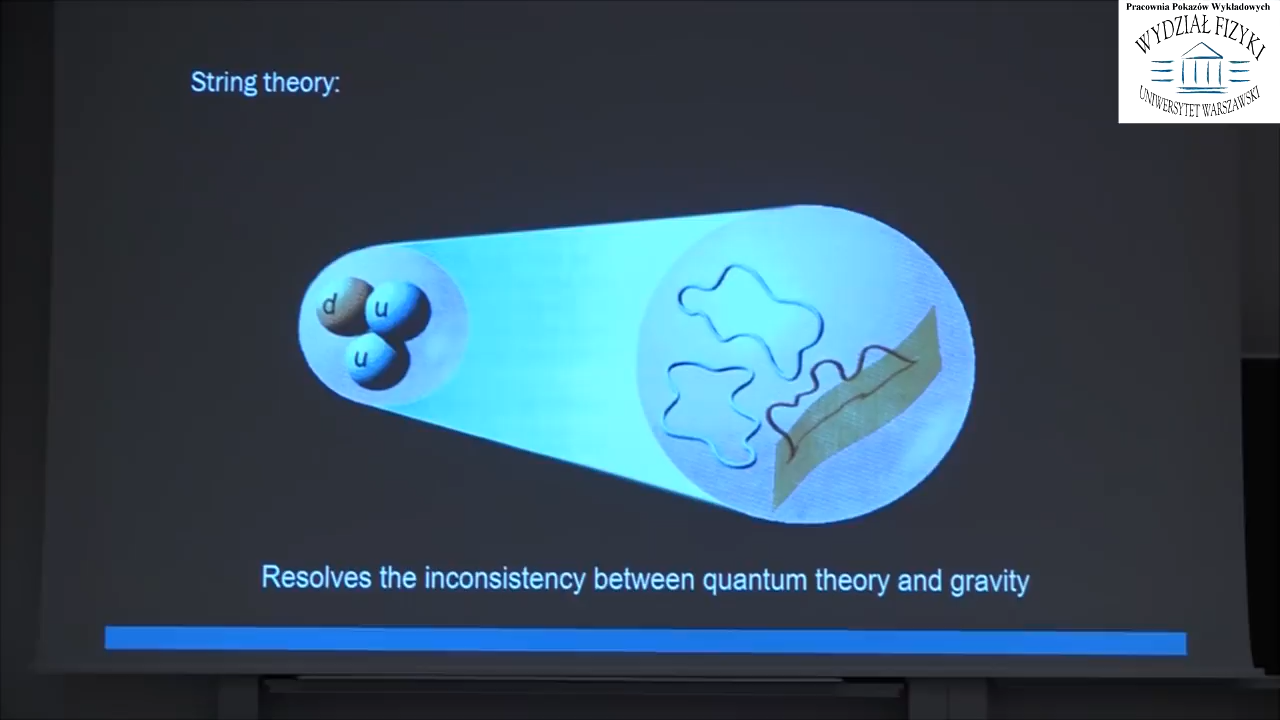 Pracownia Pokazów Wykładowych
WYDZIAŁ FIZYKI
UNIWERSYTET WARSZAWSKI
String theory:
d
u
u
Resolves the inconsistency between quantum theory and gravity